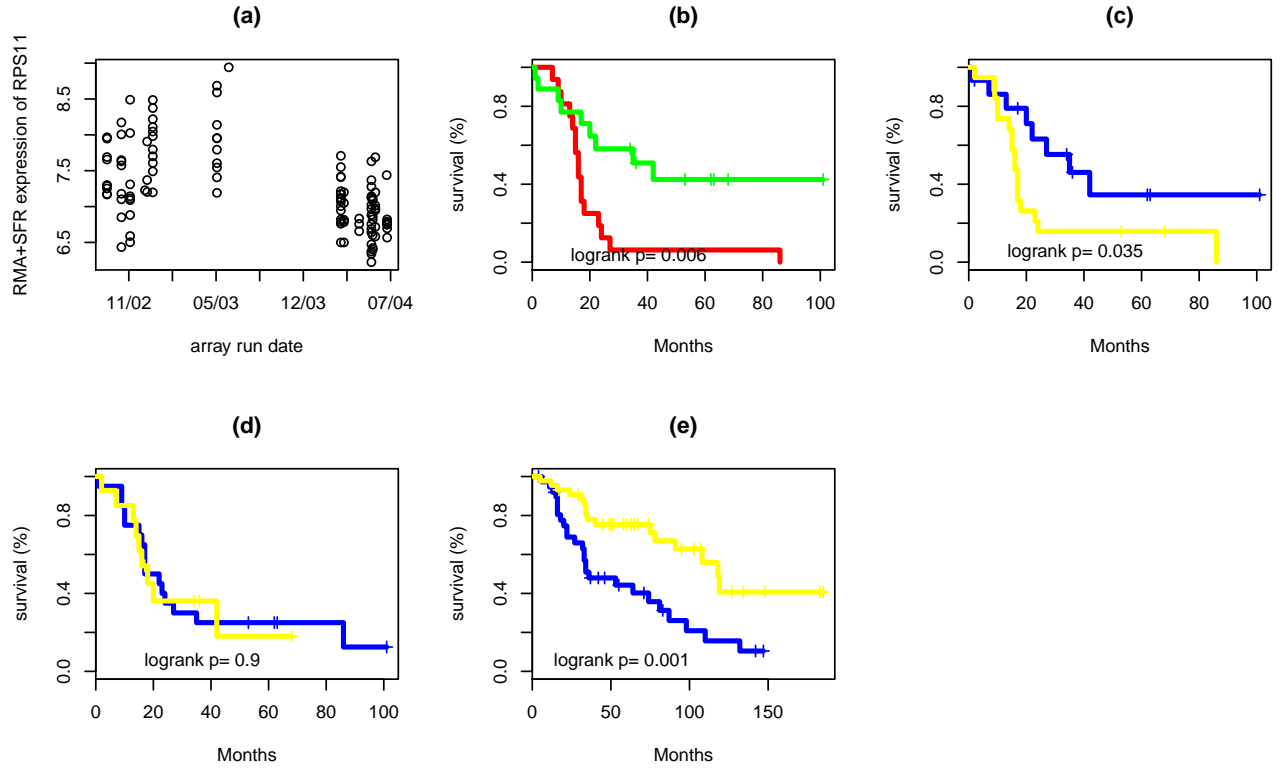 (a)
RMA+SFR expression of RPS11
8.5
7.5
6.5
11/02 05/03 12/03 07/04
array run date
(b)
survival (%)
0.8
0.4
0.0
logrank p= 0.006
0 20 40 60 80 100
Months
(c)
survival (%)
0.8
0.4
0.0
logrank p= 0.035
0 20 40 60 80 100
Months
(d)
survival (%)
0.8
0.4
0.0
logrank p= 0.9
0 20 40 60 80 100
Months
(e)
survival (%)
0.8
0.4
0.0
logrank p= 0.001
0 50 100 150
Months